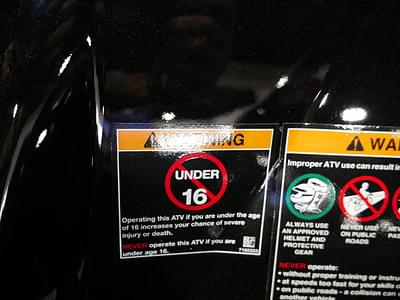 WARNING
UNDER
16
Operating this ATV if you are under the age
of 16 increases your chance of severe
injury or death.
NEVER operate this ATV if you are
under age 16.
WA
Improper ATV use can result in
ALWAYS USE
AN APPROVED
HELMET AND
PROTECTIVE
GEAR
NEVER USE
ON PUBLIC
ROADS
NEVER operate:
• without proper training or instru
• at speeds too fast for your skills o
• on public roads - a collision can
another vehicle